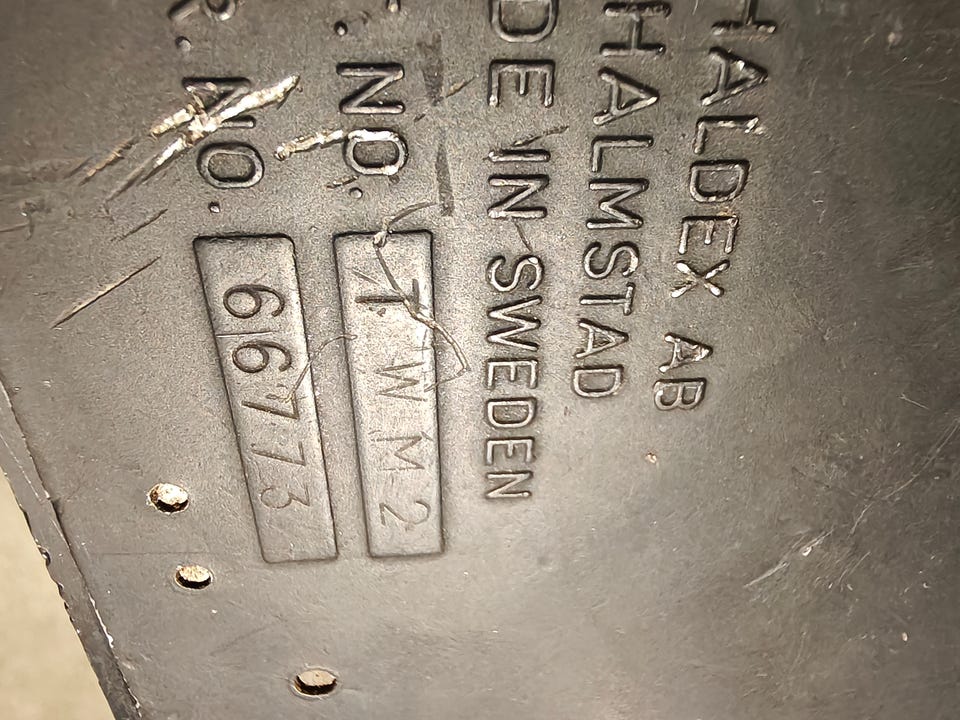 HALDEX AB
HALMSTAD
DE IN SWEDEN
. NO. TWM2
R. NO. 66773